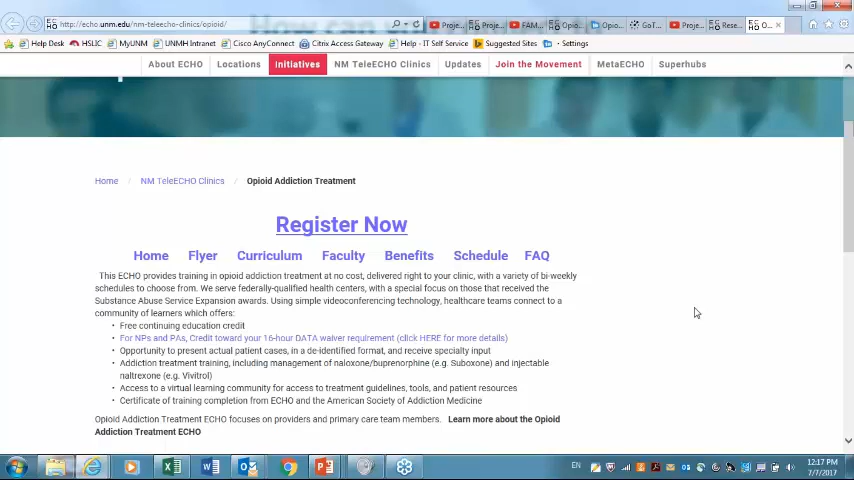 http://echo.unm.edu/nm-teleecho-clinics/opioid/
Proje...
Proje...
FAM...
Opio...
Opio...
GoT...
Proje...
Rese...
O...
Help Desk
HSLIC
MyUNM
UNMH Intranet
Cisco AnyConnect
Citrix Access Gateway
Help - IT Self Service
Suggested Sites
Settings
About ECHO Locations Initiatives NM TeleECHO Clinics Updates Join the Movement MetaECHO Superhubs
Home / NM TeleECHO Clinics / Opioid Addiction Treatment
Register Now
Home Flyer Curriculum Faculty Benefits Schedule FAQ
This ECHO provides training in opioid addiction treatment at no cost, delivered right to your clinic, with a variety of bi-weekly
schedules to choose from. We serve federally-qualified health centers, with a special focus on those that received the
Substance Abuse Service Expansion awards. Using simple videoconferencing technology, healthcare teams connect to a
community of learners which offers:
• Free continuing education credit
• For NPs and PAs, Credit toward your 16-hour DATA waiver requirement (click HERE for more details)
• Opportunity to present actual patient cases, in a de-identified format, and receive specialty input
• Addiction treatment training, including management of naloxone/buprenorphine (e.g. Suboxone) and injectable
naltrexone (e.g. Vivitrol)
• Access to a virtual learning community for access to treatment guidelines, tools, and patient resources
• Certificate of training completion from ECHO and the American Society of Addiction Medicine
Opioid Addiction Treatment ECHO focuses on providers and primary care team members. Learn more about the Opioid
Addiction Treatment ECHO
EN
12:17 PM
7/7/2017